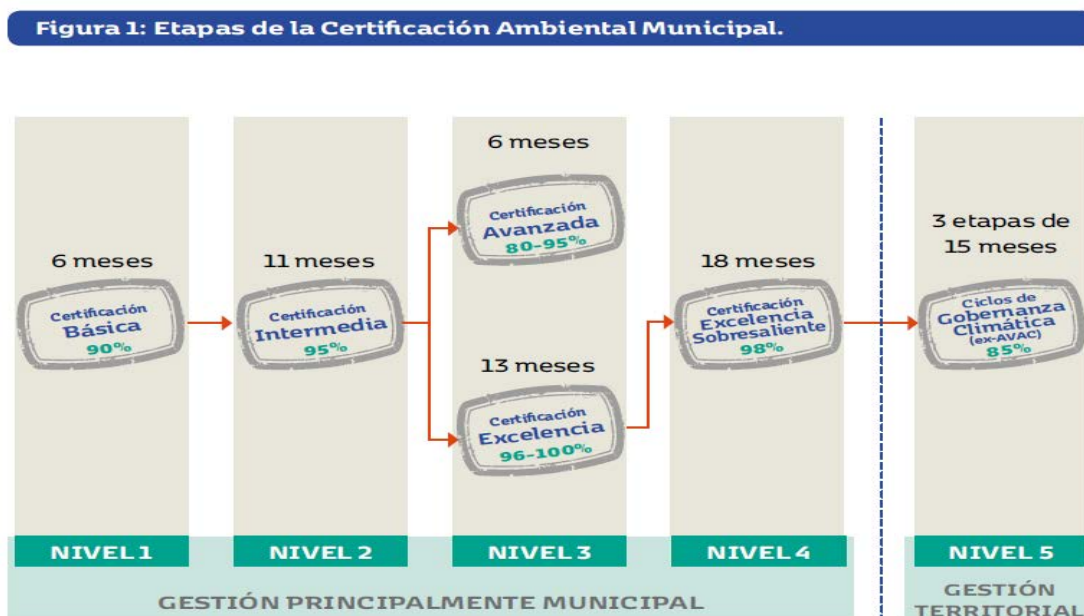 Figura 1: Etapas de la Certificación Ambiental Municipal.
6 meses
Certificación
Básica
90%
11 meses
Certificación
Intermedia
95%
6 meses
Certificación
Avanzada
80-95%
13 meses
Certificación
Excelencia
96-100%
18 meses
Certificación
Excelencia
Sobresaliente
98%
3 etapas de
15 meses
Ciclos de
Gobernanza
Climática
(ex-AVAC)
85%
NIVEL 1
NIVEL 2
NIVEL 3
NIVEL 4
NIVEL 5
GESTIÓN PRINCIPALMENTE MUNICIPAL
GESTIÓN
TERRITORIAL